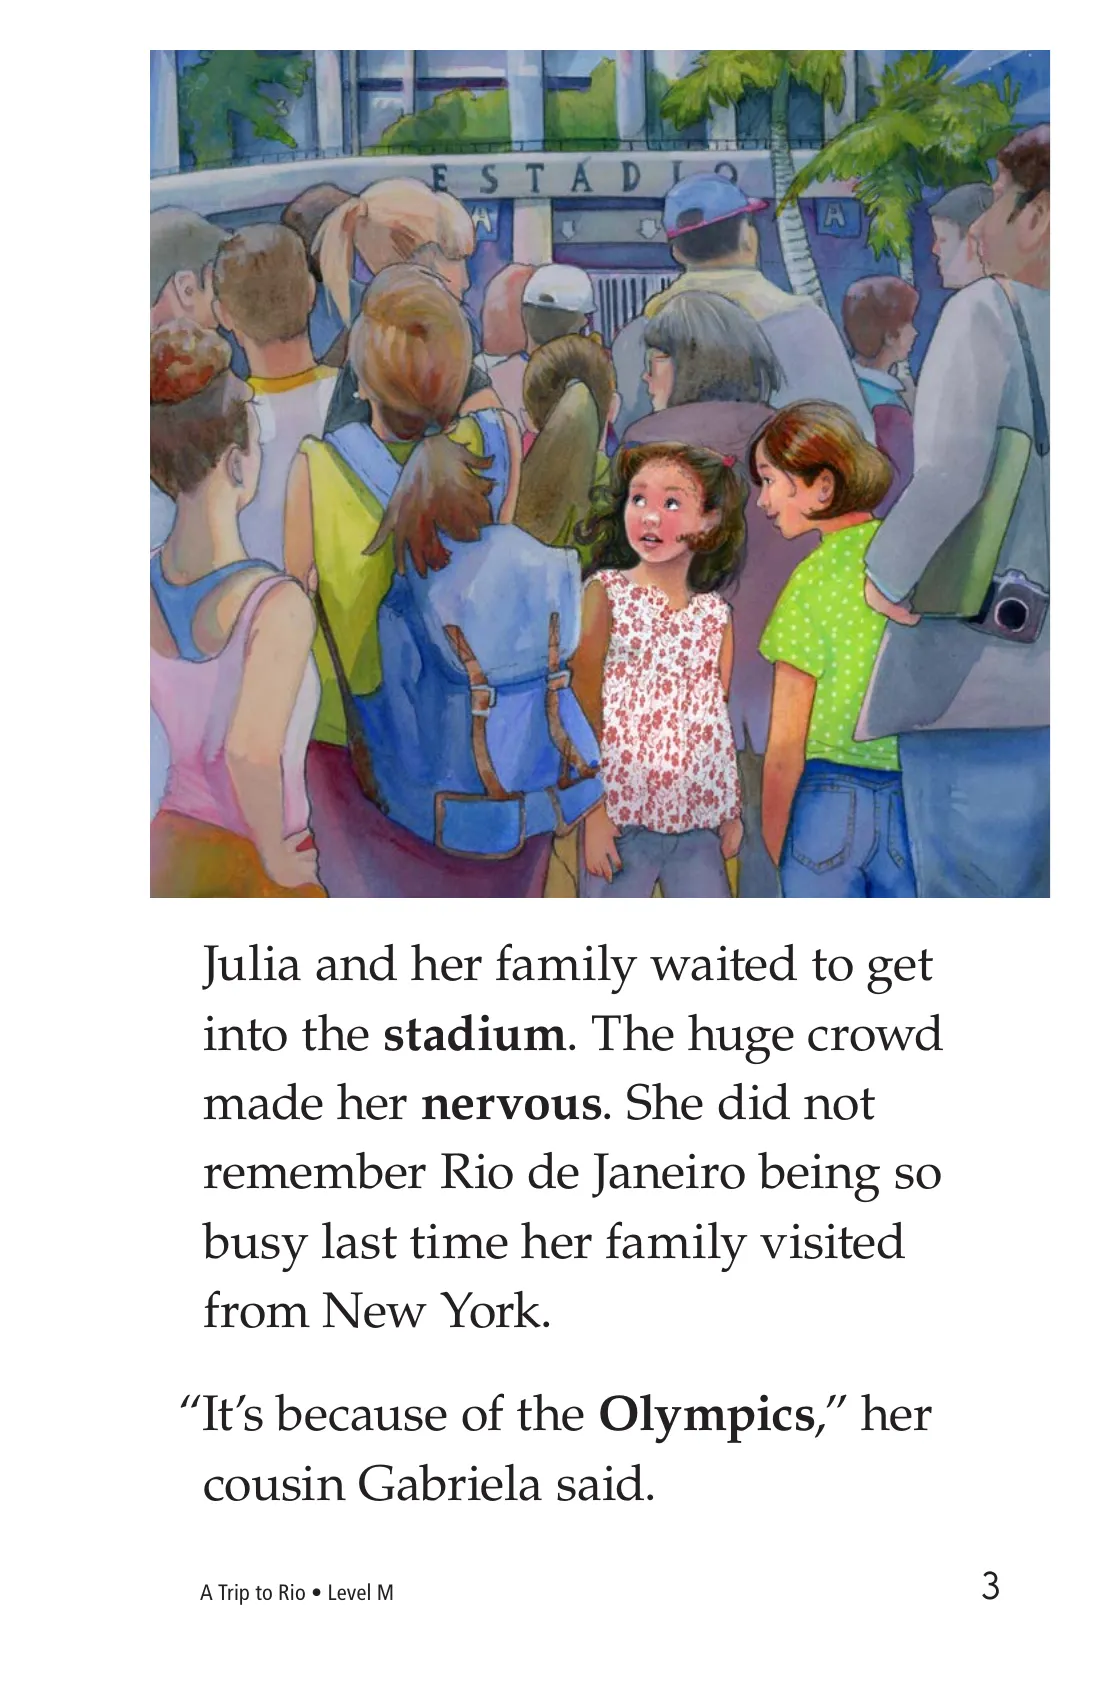 ESTÁDIO
A
A
Julia and her family waited to get
into the stadium. The huge crowd
made her nervous. She did not
remember Rio de Janeiro being so
busy last time her family visited
from New York.
“It’s because of the Olympics,” her
cousin Gabriela said.
A Trip to Rio • Level M
3